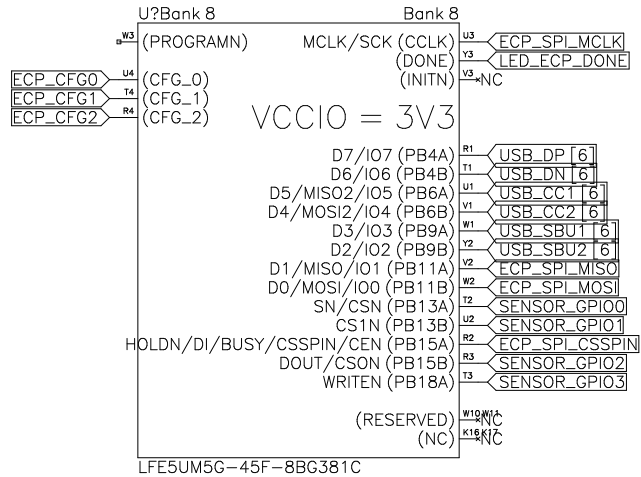 U?Bank 8 Bank 8
W3 (PROGRAMN) MCLK/SCK (CCLK) U3 ECP_SPI_MCLK
(DONE) Y3 LED_ECP_DONE
ECP_CFG0 U4 (CFG_0) (INITN) V3 NC
ECP_CFG1 T4 (CFG_1)
ECP_CFG2 R4 (CFG_2)
VCCIO = 3V3
D7/IO7 (PB4A) R1 USB_DP [6]
D6/IO6 (PB4B) T1 USB_DN [6]
D5/MISO2/IO5 (PB6A) U1 USB_CC1 [6]
D4/MOSI2/IO4 (PB6B) V1 USB_CC2 [6]
D3/IO3 (PB9A) W1 USB_SBU1 [6]
D2/IO2 (PB9B) Y2 USB_SBU2 [6]
D1/MISO/IO1 (PB11A) V2 ECP_SPI_MISO
D0/MOSI/IO0 (PB11B) W2 ECP_SPI_MOSI
SN/CSN (PB13A) T2 SENSOR_GPIO0
CS1N (PB13B) U2 SENSOR_GPIO1
HOLDN/DI/BUSY/CSSPIN/CEN (PB15A) R2 ECP_SPI_CSSPIN
DOUT/CSON (PB15B) R3 SENSOR_GPIO2
WRITEN (PB18A) T3 SENSOR_GPIO3
(RESERVED) W10 W11 NC
(NC) K16 K17 NC
LFE5UM5G-45F-8BG381C